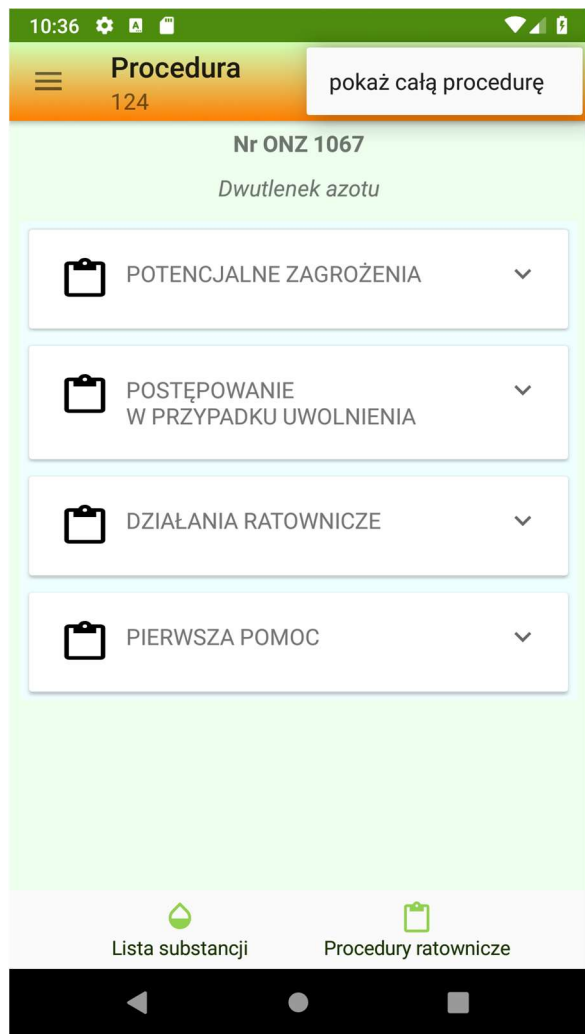 10:36
Procedura
124
pokaż całą procedurę
Nr ONZ 1067
Dwutlenek azotu
POTENCJALNE ZAGROŻENIA
POSTĘPOWANIE
W PRZYPADKU UWOLNIENIA
DZIAŁANIA RATOWNICZE
PIERWSZA POMOC
Lista substancji
Procedury ratownicze